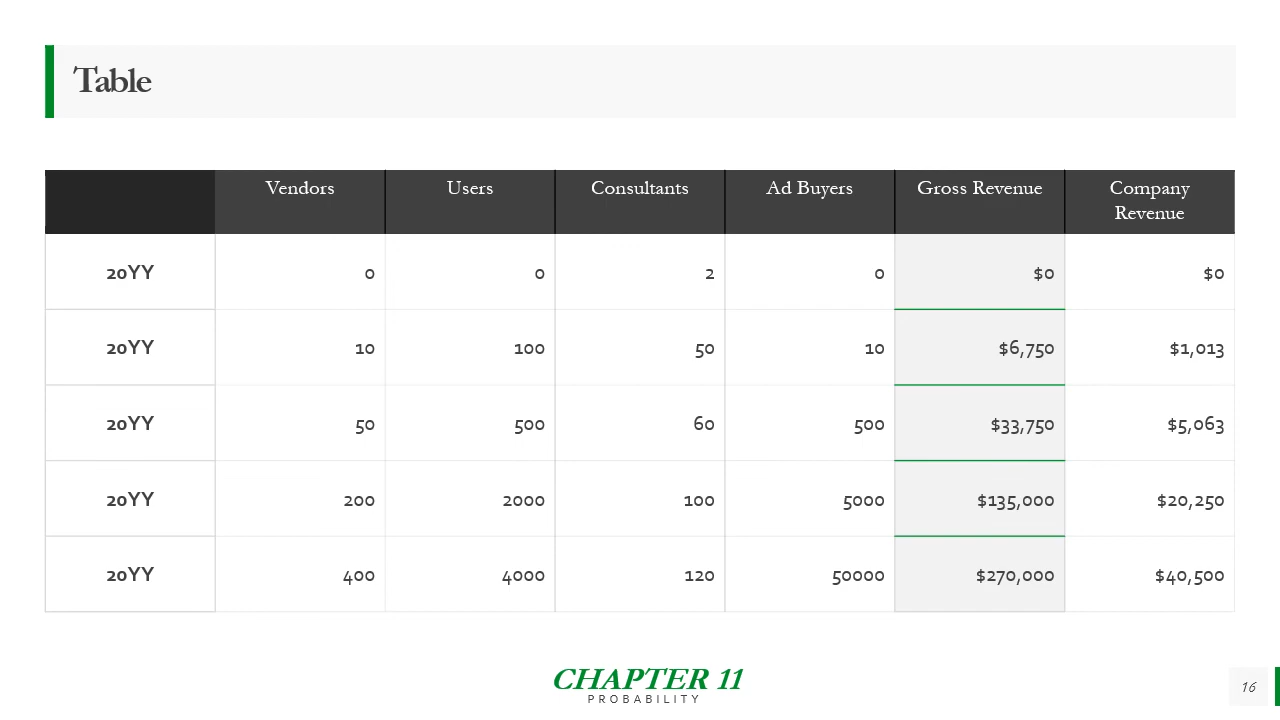 Table
Vendors Users Consultants Ad Buyers Gross Revenue Company
Revenue
20YY 0 0 2 0 $0 $0
20YY 10 100 50 10 $6,750 $1,013
20YY 50 500 60 500 $33,750 $5,063
20YY 200 2000 100 5000 $135,000 $20,250
20YY 400 4000 120 50000 $270,000 $40,500
CHAPTER 11
PROBABILITY
16